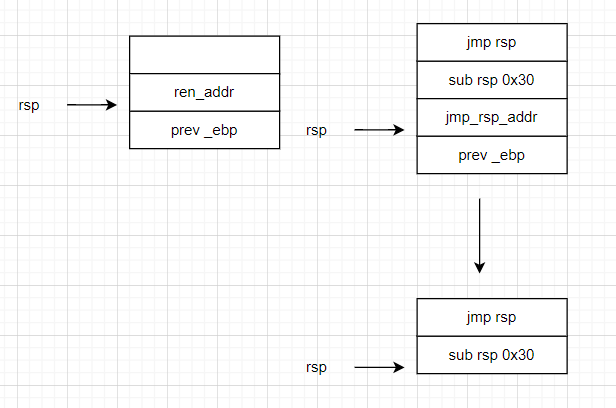 rsp
ren_addr
prev _ebp
rsp
jmp rsp
sub rsp 0x30
jmp_rsp_addr
prev _ebp
rsp
jmp rsp
sub rsp 0x30